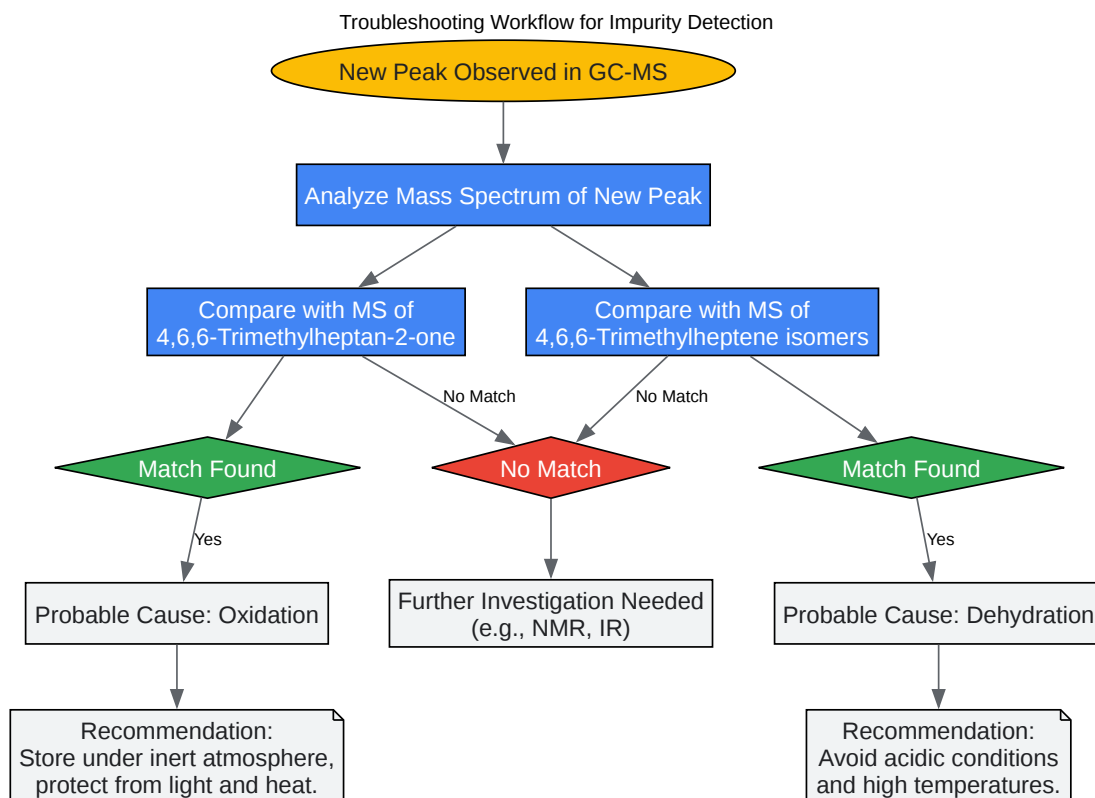 Troubleshooting Workflow for Impurity Detection
New Peak Observed in GC-MS
Analyze Mass Spectrum of New Peak
Compare with MS of
4,6,6-Trimethylheptan-2-one
Compare with MS of
4,6,6-Trimethylheptene isomers
No Match
No Match
Match Found
No Match
Match Found
Yes
Yes
Probable Cause: Oxidation
Further Investigation Needed
(e.g., NMR, IR)
Probable Cause: Dehydration
Recommendation:
Store under inert atmosphere,
protect from light and heat.
Recommendation:
Avoid acidic conditions
and high temperatures.